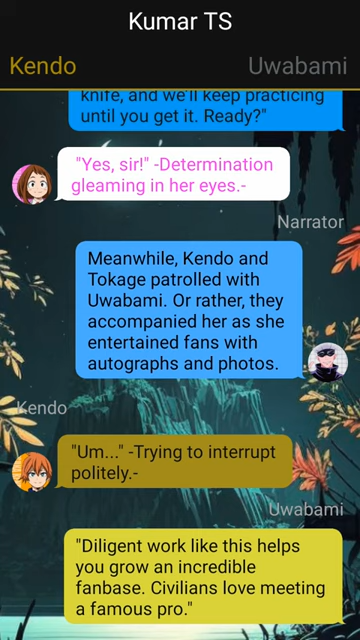 Kumar TS
Kendo
Uwabami
knife, and we'll keep practicing
until you get it. Ready?"
"Yes, sir!" -Determination
gleaming in her eyes.-
Narrator
Meanwhile, Kendo and
Tokage patrolled with
Uwabami. Or rather, they
accompanied her as she
entertained fans with
autographs and photos.
Kendo
"Um..." -Trying to interrupt
politely.-
Uwabami
"Diligent work like this helps
you grow an incredible
fanbase. Civilians love meeting
a famous pro."